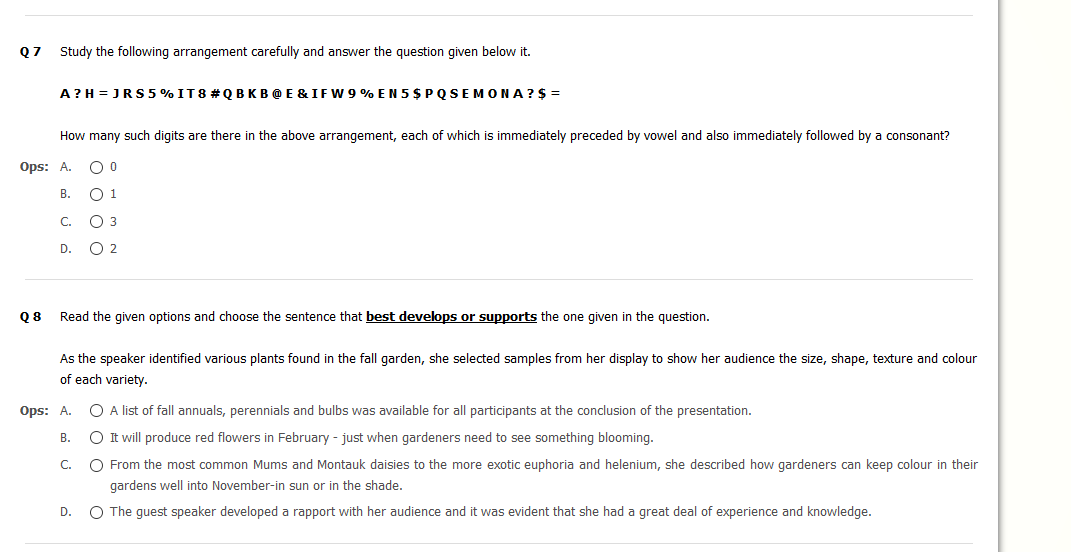 Q 7 Study the following arrangement carefully and answer the question given below it.
A ? H = J R S 5 % I T 8 # Q B K B @ E & I F W 9 % E N 5 $ P Q S E M O N A ? $ =
How many such digits are there in the above arrangement, each of which is immediately preceded by vowel and also immediately followed by a consonant?
Ops: A. 0
B. 1
C. 3
D. 2
Q 8 Read the given options and choose the sentence that best develops or supports the one given in the question.
As the speaker identified various plants found in the fall garden, she selected samples from her display to show her audience the size, shape, texture and colour
of each variety.
Ops: A. A list of fall annuals, perennials and bulbs was available for all participants at the conclusion of the presentation.
B. It will produce red flowers in February - just when gardeners need to see something blooming.
C. From the most common Mums and Montauk daisies to the more exotic euphoria and helenium, she described how gardeners can keep colour in their
gardens well into November-in sun or in the shade.
D. The guest speaker developed a rapport with her audience and it was evident that she had a great deal of experience and knowledge.